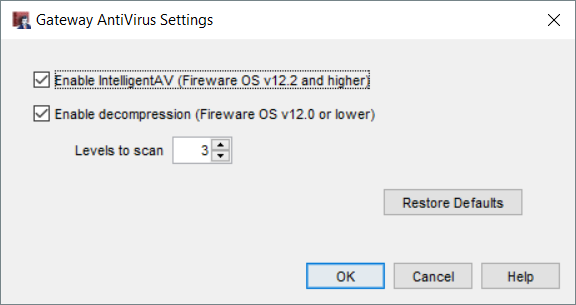 Gateway AntiVirus Settings
Enable IntelligentAV (Fireware OS v12.2 and higher)
Enable decompression (Fireware OS v12.0 or lower)
Levels to scan 3
Restore Defaults
OK Cancel Help